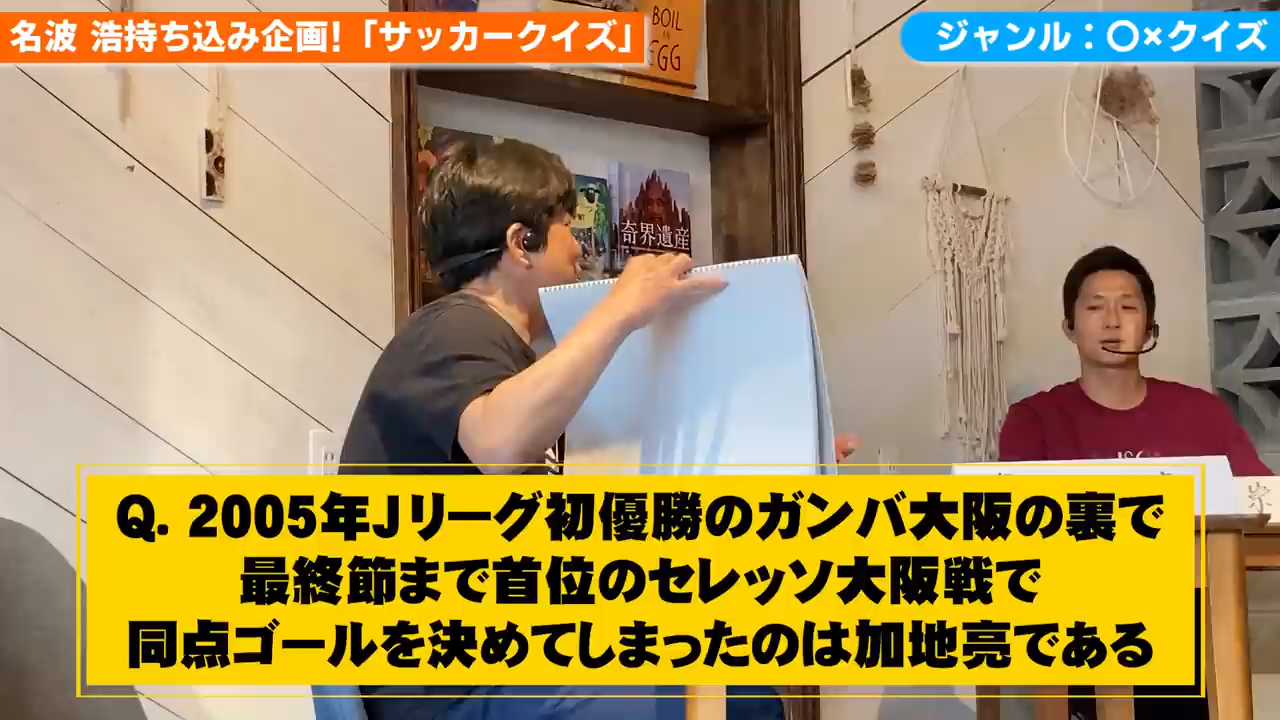 名波 浩持ち込み企画!「サッカークイズ」
ジャンル：〇×クイズ
BOIL
EGG
奇界遺産
Q. 2005年Jリーグ初優勝のガンバ大阪の裏で
最終節まで首位のセレッソ大阪戦で
同点ゴールを決めてしまったのは加地亮である